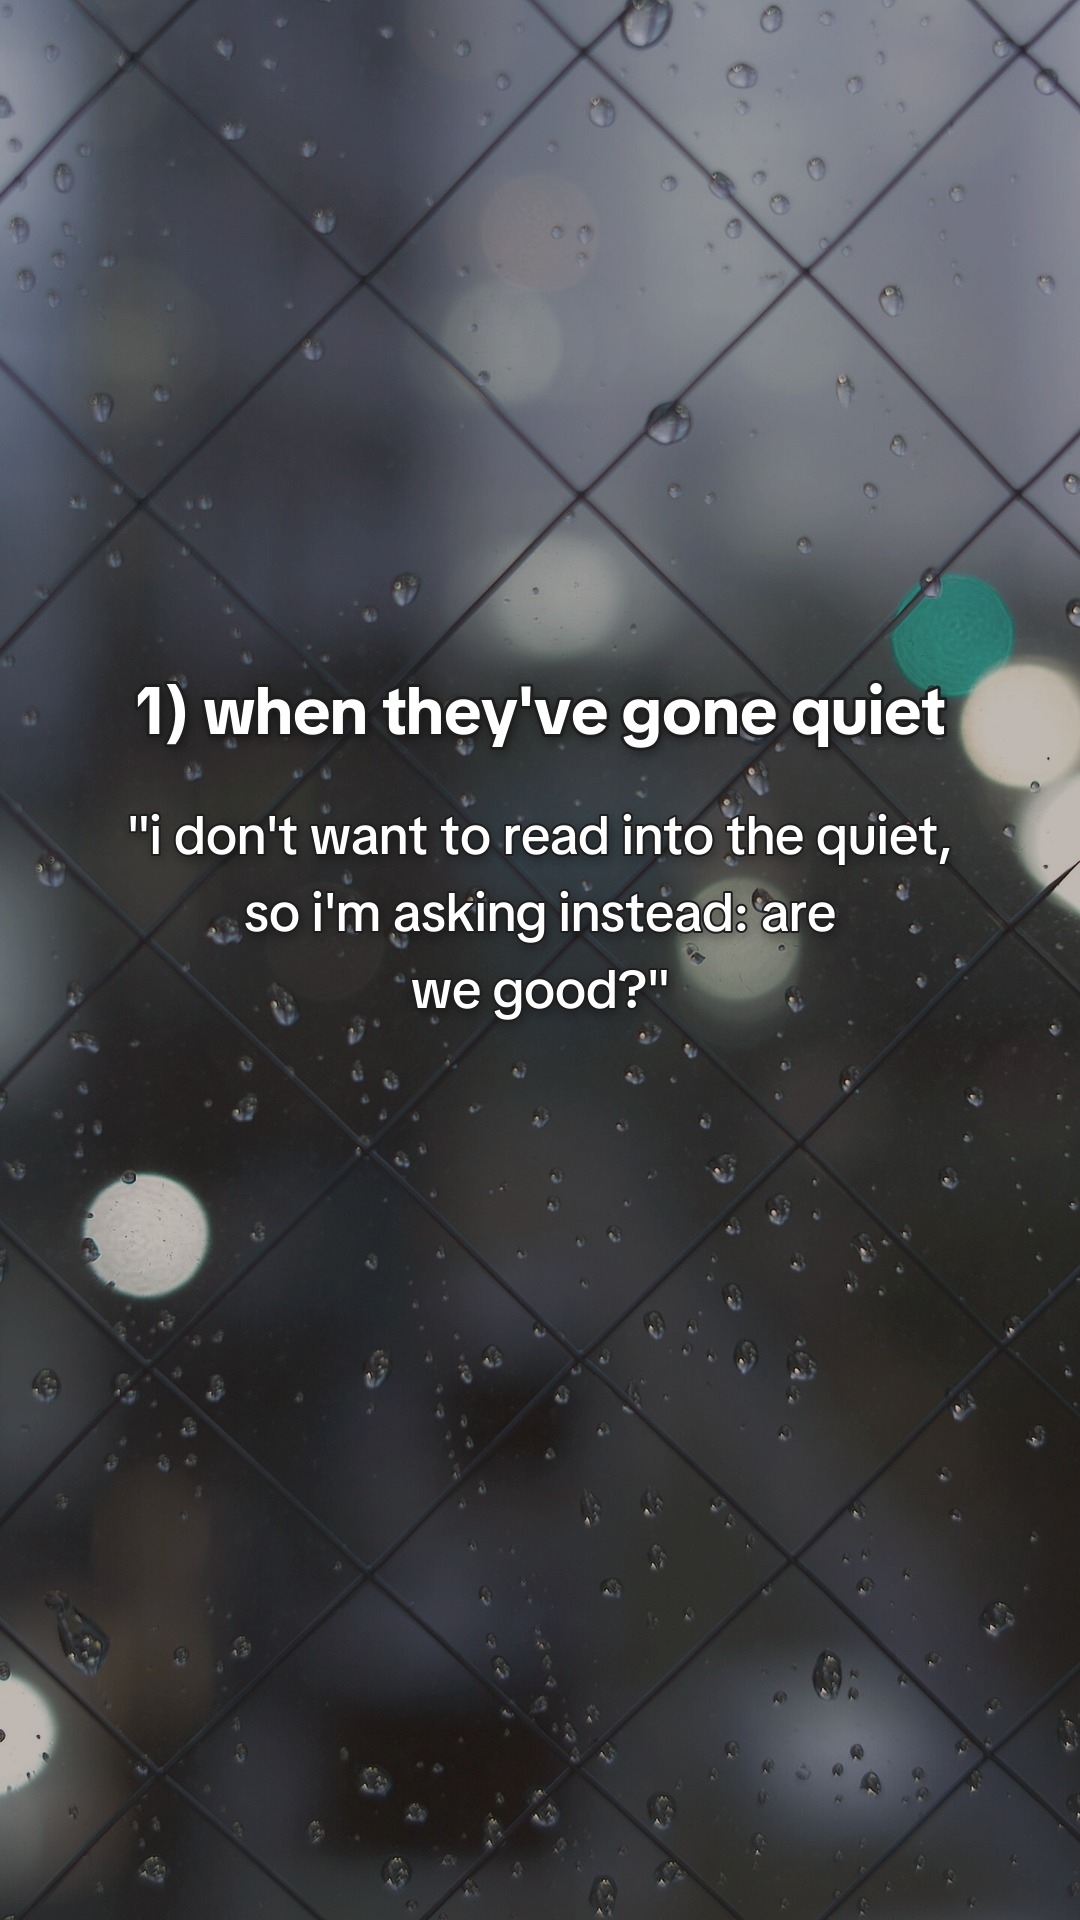 1) when they've gone quiet
"i don't want to read into the quiet,
so i'm asking instead: are
we good?"